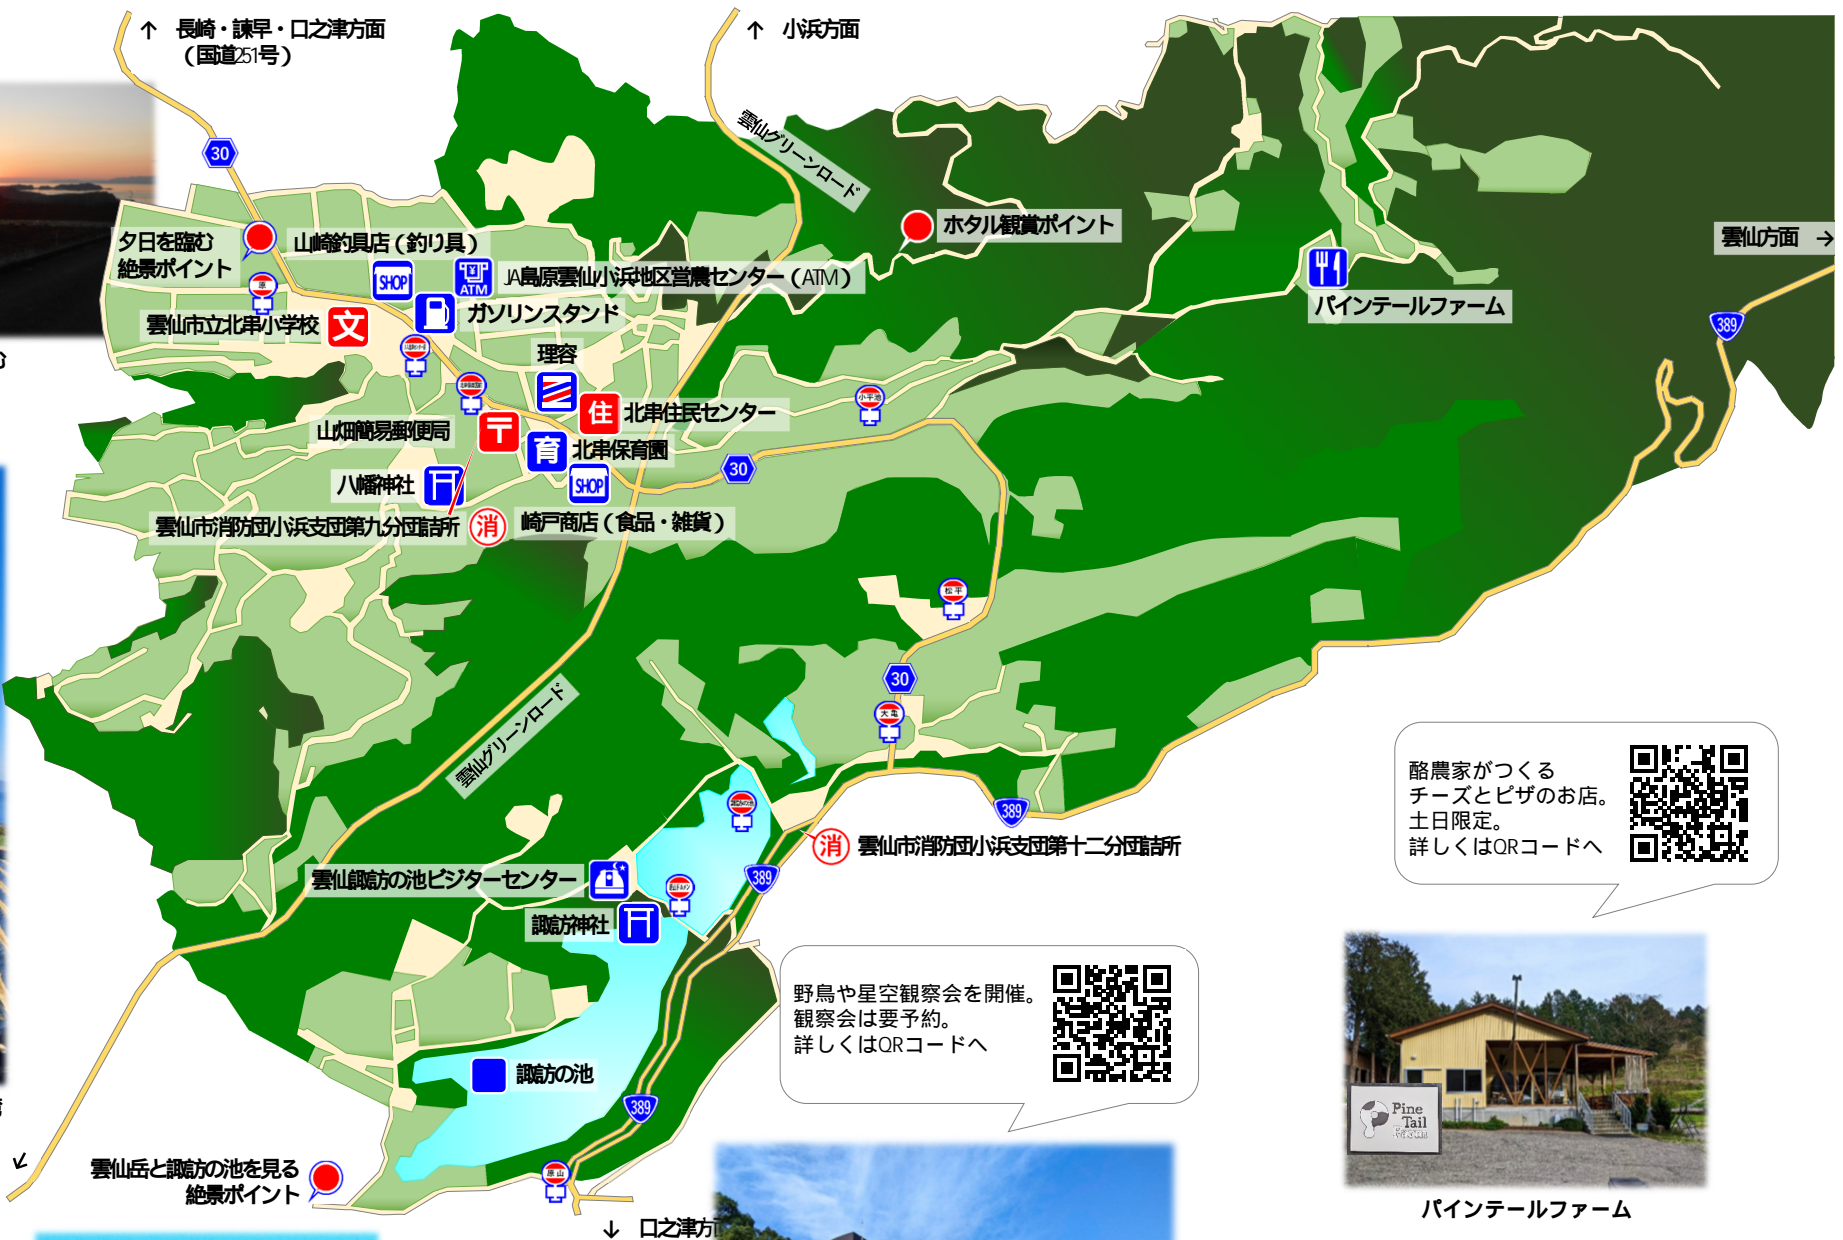 ↑ 長崎・諫早・口之津方面
（国道251号）
↑ 小浜方面
30
雲仙グリーンロード
夕日を臨む
絶景ポイント
山崎釣具店（釣り具）
SHOP
ATM
JA島原雲仙小浜地区営農センター（ATM）
ホタル観賞ポイント
雲仙方面 →
原
雲仙市立北串小学校
文
ガソリンスタンド
パインテールファーム
389
理容
小平池
住
北串住民センター
山畑簡易郵便局
〒
育
北串保育園
30
八幡神社
SHOP
雲仙市消防団小浜支団第九分団詰所
消
崎戸商店（食品・雑貨）
松平
30
大亀
雲仙グリーンロード
諏訪の池
389
消
雲仙市消防団小浜支団第十二分団詰所
389
雲仙諏訪の池ビジターセンター
諏訪神社
酪農家がつくる
チーズとピザのお店。
土日限定。
詳しくはQRコードへ
野鳥や星空観察会を開催。
観察会は要予約。
詳しくはQRコードへ
諏訪の池
389
Pine
Tail
Farm
雲仙岳と諏訪の池を見る
絶景ポイント
原山
↓ 口之津方
パインテールファーム